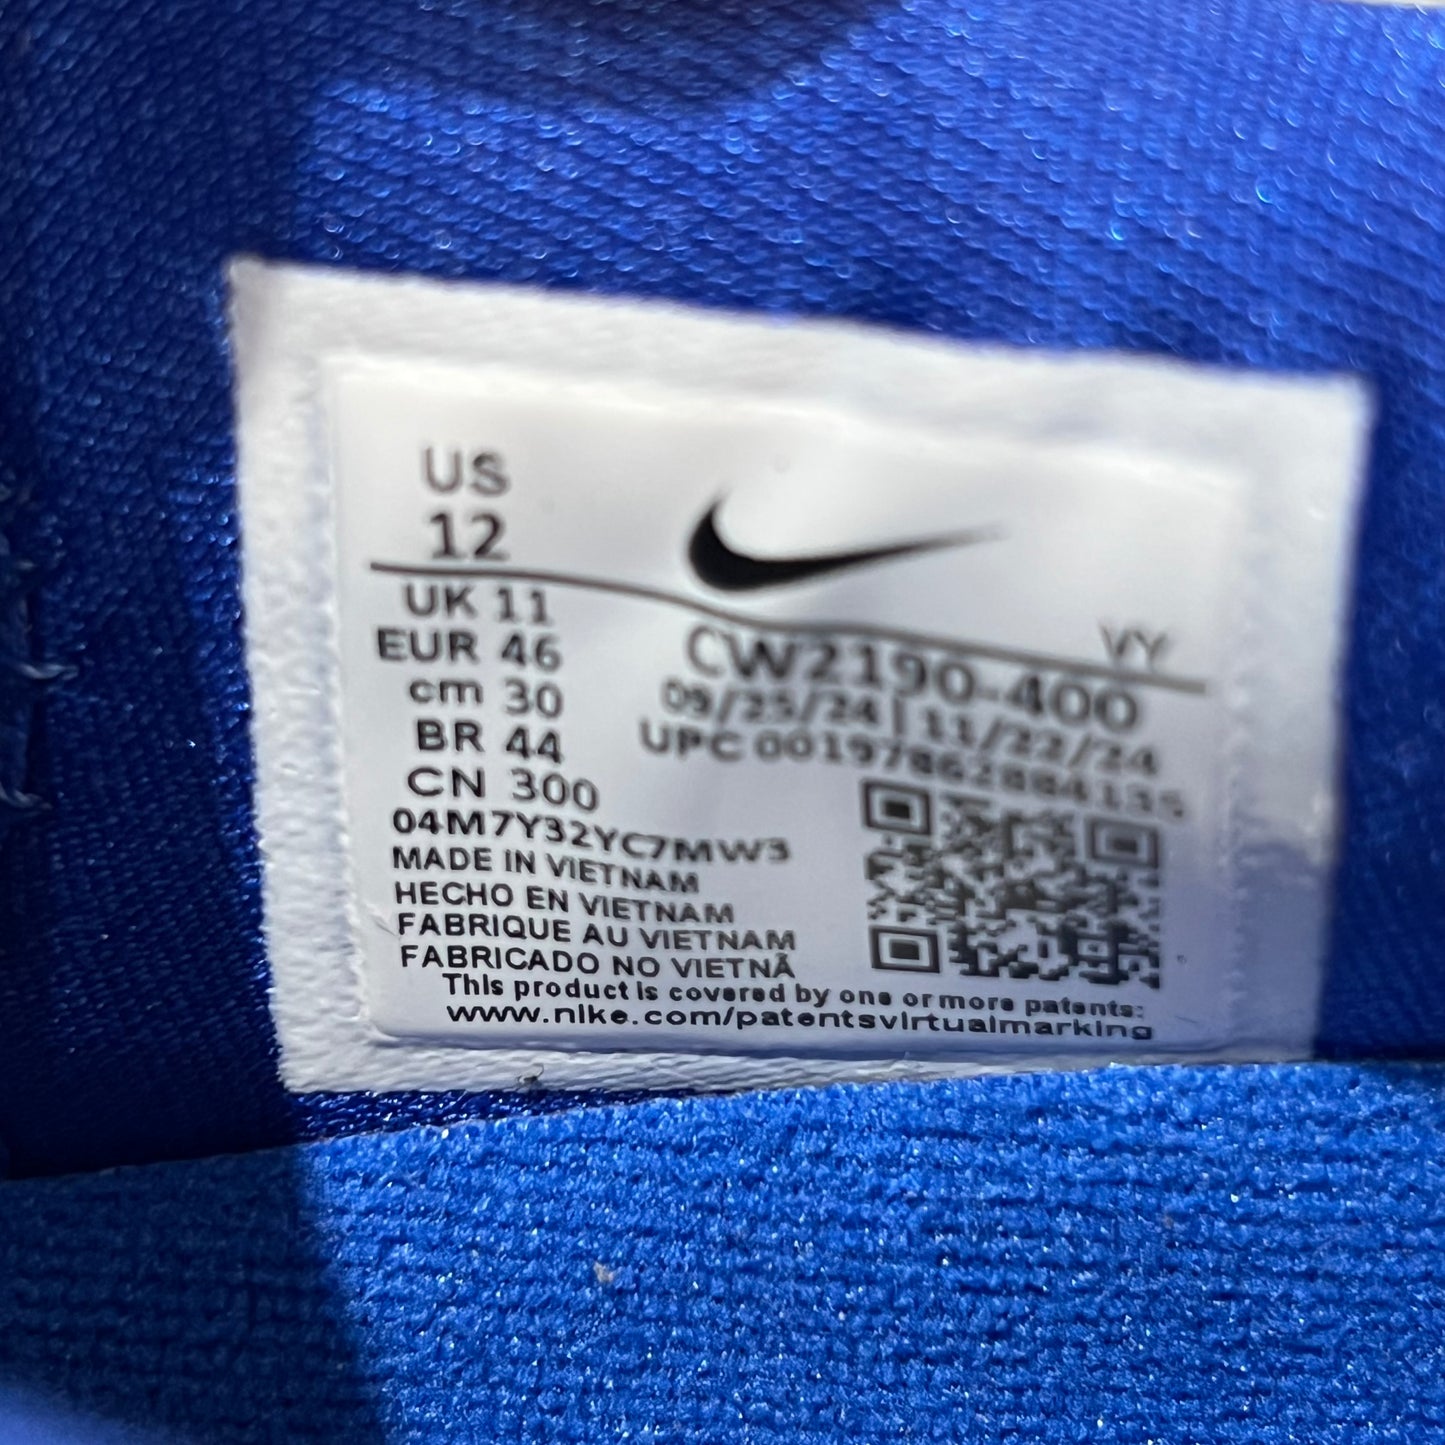 US
12
UK 11
EUR 46
cm 30
BR 44
CN 300
VY
CW2190-400
09/25/24 | 11/22/24
UPC 00197862884135
04M7Y32YC7MW3
MADE IN VIETNAM
HECHO EN VIETNAM
FABRIQUE AU VIETNAM
FABRICADO NO VIETNÃ
This product is covered by one or more patents:
www.nike.com/patentsvirtualmarking